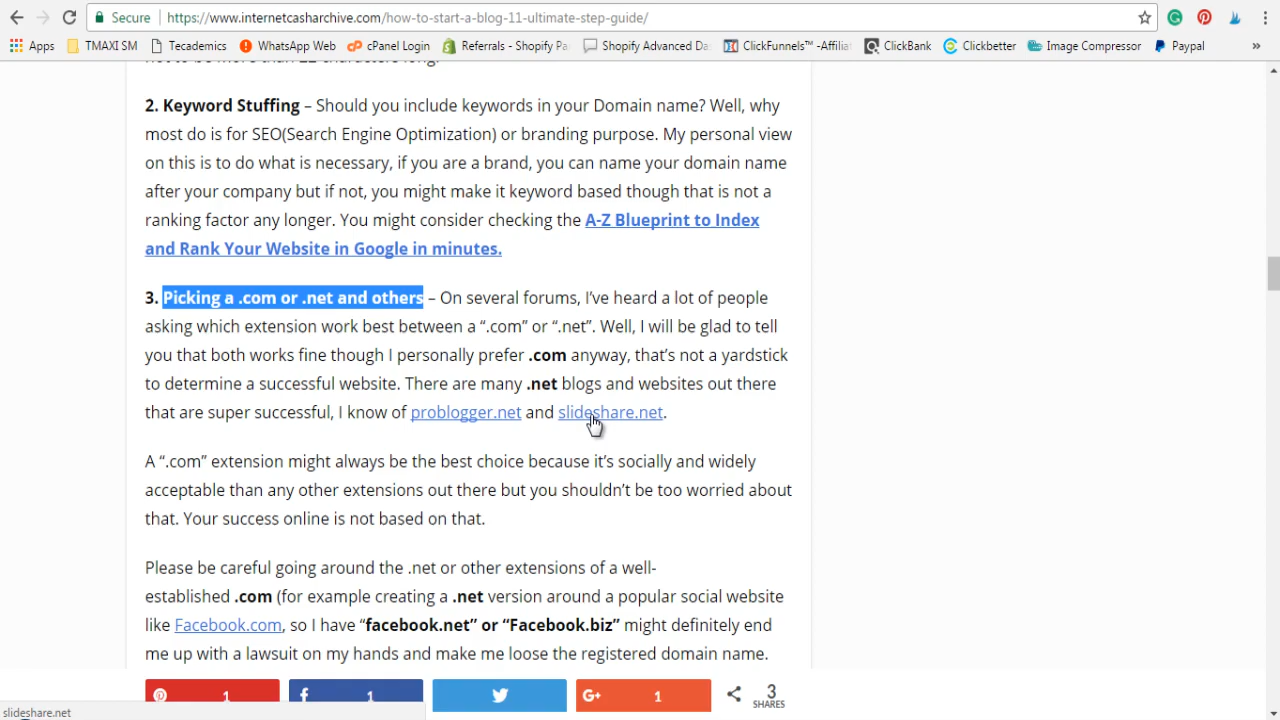 Secure
https://www.internetcasharchive.com/how-to-start-a-blog-11-ultimate-step-guide/
Apps TMAXI SM Tecademics WhatsApp Web cPanel Login Referrals - Shopify Pa Shopify Advanced Da ClickFunnels™ -Affilia ClickBank Clickbetter Image Compressor Paypal »
2. Keyword Stuffing – Should you include keywords in your Domain name? Well, why
most do is for SEO(Search Engine Optimization) or branding purpose. My personal view
on this is to do what is necessary, if you are a brand, you can name your domain name
after your company but if not, you might make it keyword based though that is not a
ranking factor any longer. You might consider checking the A-Z Blueprint to Index
and Rank Your Website in Google in minutes.
3. Picking a .com or .net and others – On several forums, I’ve heard a lot of people
asking which extension work best between a “.com” or “.net”. Well, I will be glad to tell
you that both works fine though I personally prefer .com anyway, that’s not a yardstick
to determine a successful website. There are many .net blogs and websites out there
that are super successful, I know of problogger.net and slideshare.net.
A “.com” extension might always be the best choice because it’s socially and widely
acceptable than any other extensions out there but you shouldn’t be too worried about
that. Your success online is not based on that.
Please be careful going around the .net or other extensions of a well-
established .com (for example creating a .net version around a popular social website
like Facebook.com, so I have “facebook.net” or “Facebook.biz” might definitely end
me up with a lawsuit on my hands and make me loose the registered domain name.
1 1 G+ 1 3
SHARES
slideshare.net